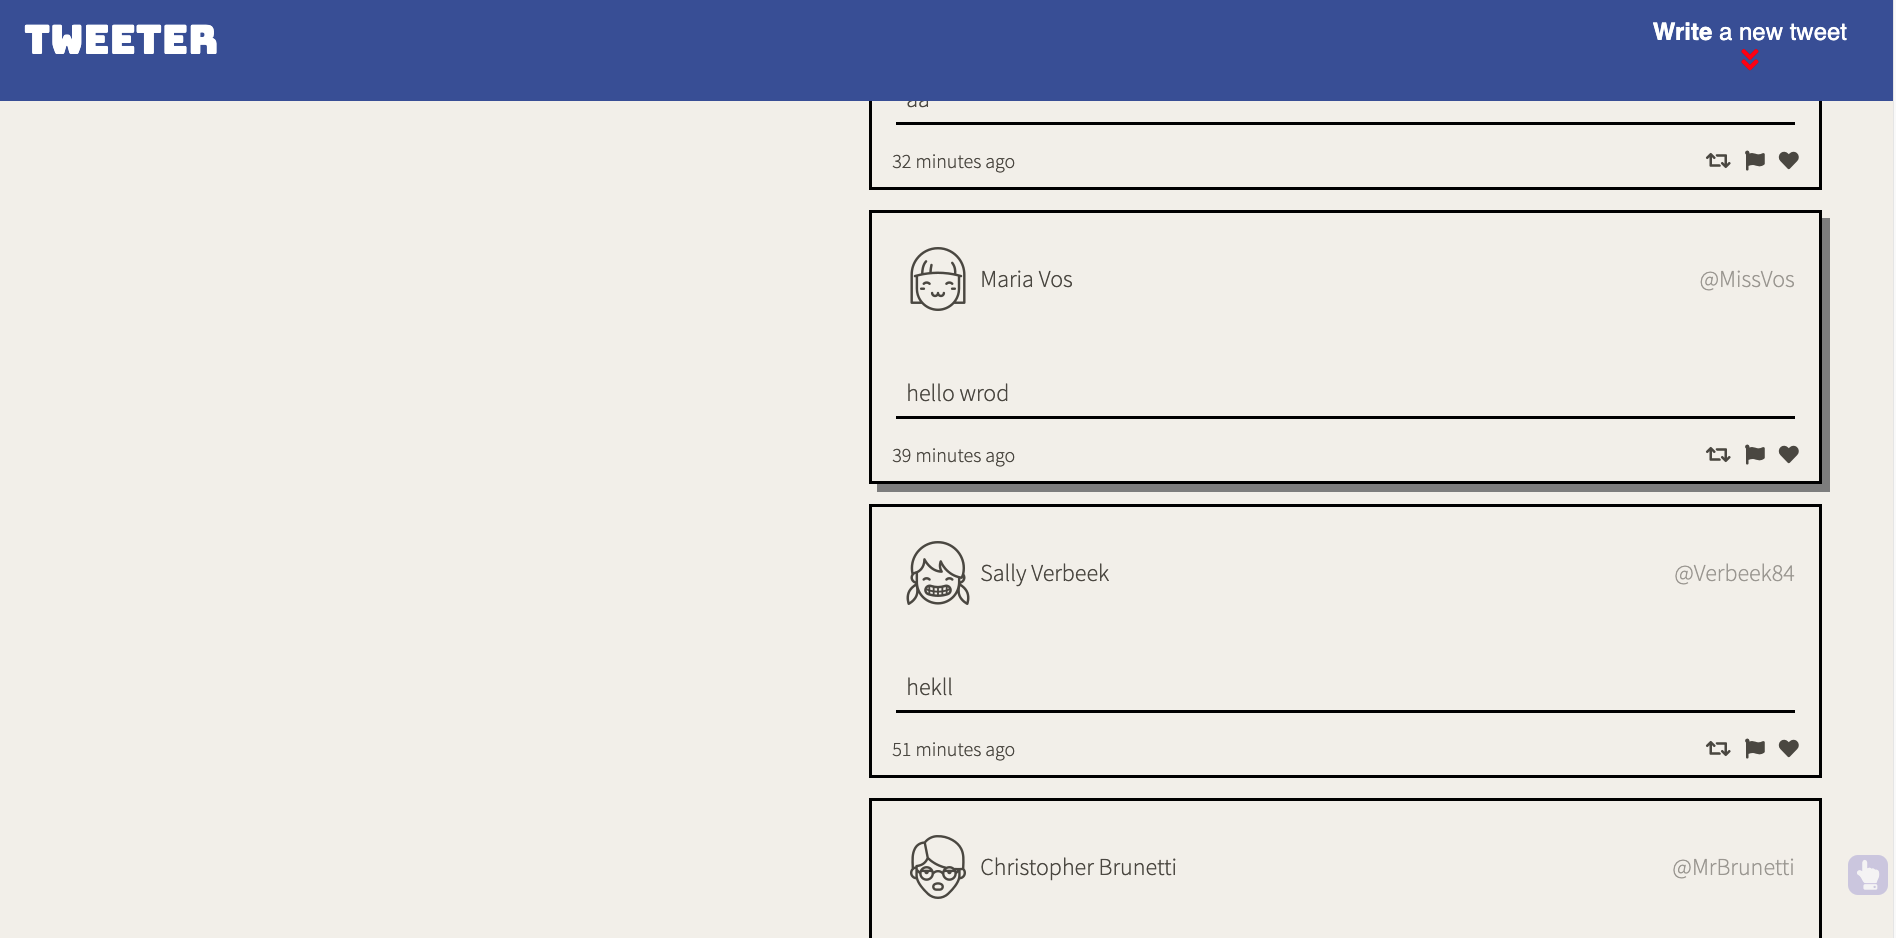 TWEETER
Write a new tweet
aa
32 minutes ago
Maria Vos @MissVos
hello wrod
39 minutes ago
Sally Verbeek @Verbeek84
hekll
51 minutes ago
Christopher Brunetti @MrBrunetti